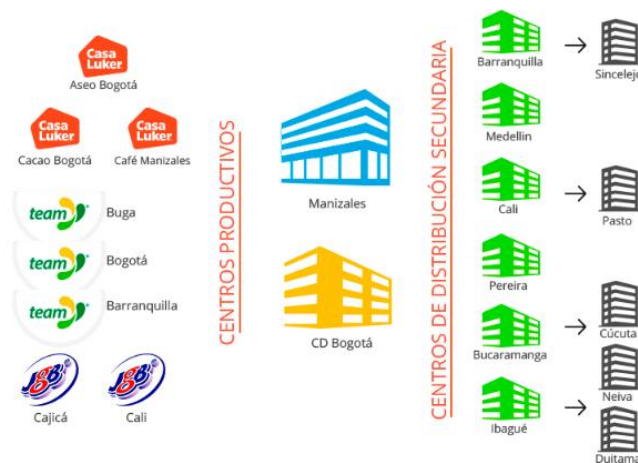 Casa
Luker
Aseo Bogotá
Casa
Luker
Cacao Bogotá
Casa
Luker
Café Manizales
team
Buga
team
Bogotá
team
Barranquilla
JGB
Cajicá
JGB
Cali
CENTROS PRODUCTIVOS
Manizales
CD Bogotá
CENTROS DE DISTRIBUCIÓN SECUNDARIA
Barranquilla
Sincelejo
Medellin
Cali
Pasto
Pereira
Bucaramanga
Cúcuta
Neiva
Ibagué
Duitama